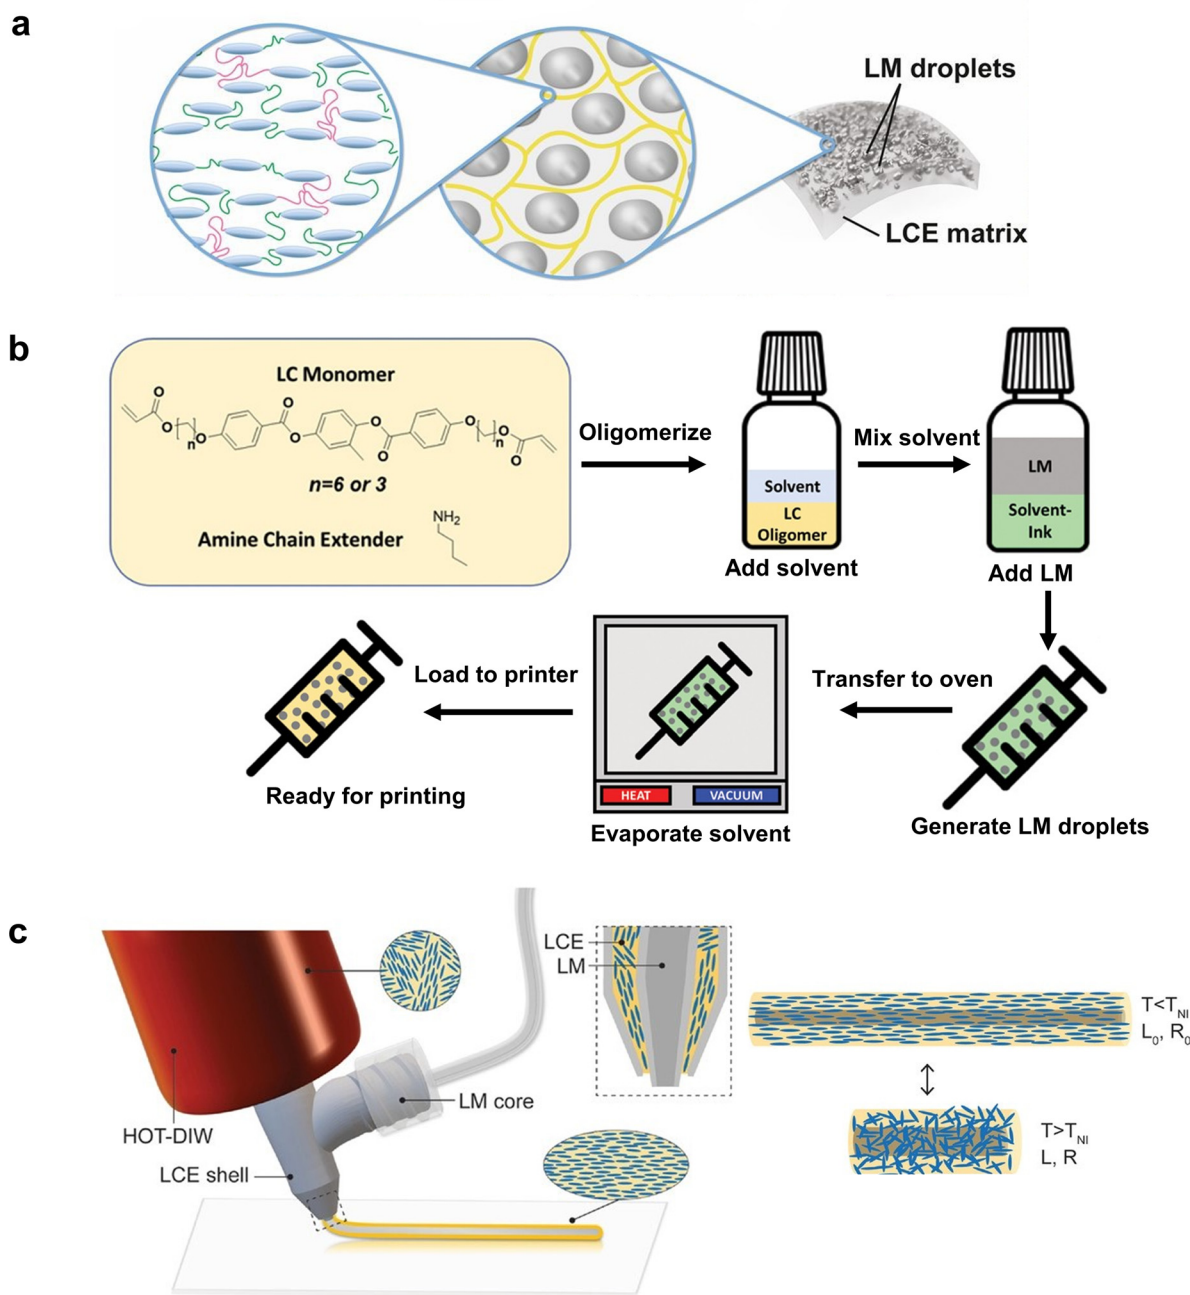 a
LM droplets
LCE matrix
b
LC Monomer
O
O
O
O
O
O
O
O
n
n
n=6 or 3
Amine Chain Extender
NH2
Oligomerize
Solvent
LC
Oligomer
Add solvent
Mix solvent
LM
Solvent-
Ink
Add LM
Generate LM droplets
Transfer to oven
HEAT
VACUUM
Evaporate solvent
Load to printer
Ready for printing
c
HOT-DIW
LCE shell
LM core
LCE
LM
T<TNI
L0, R0
T>TNI
L, R